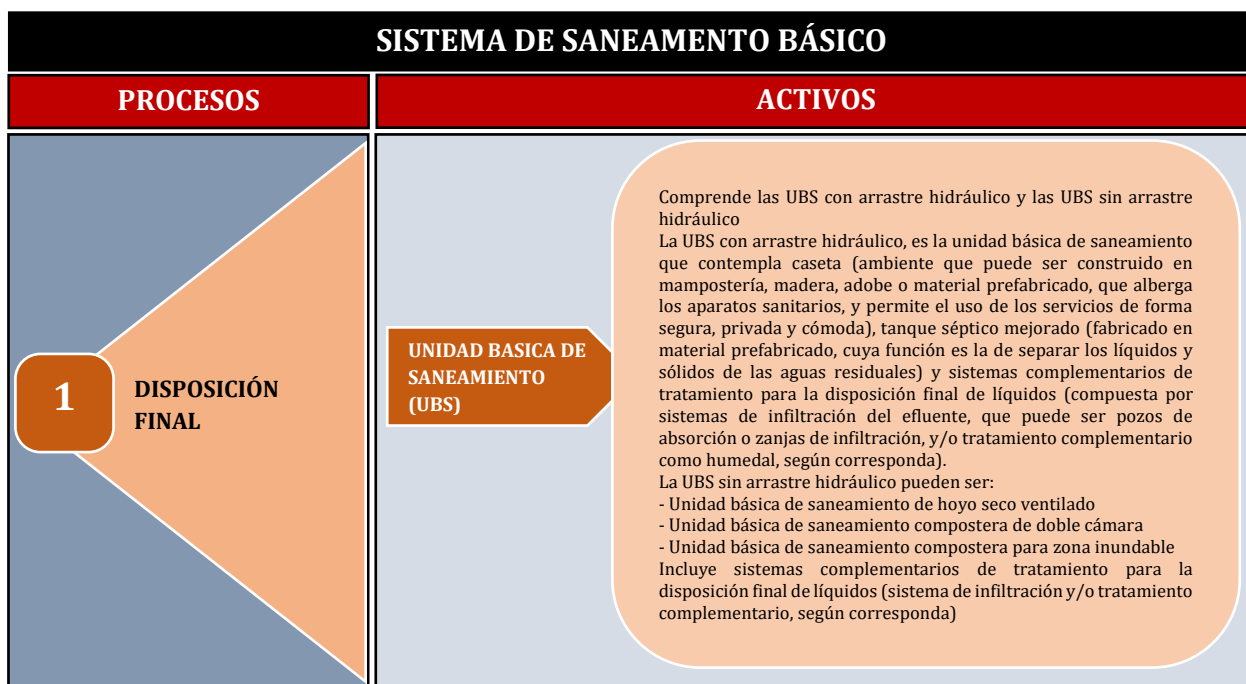 SISTEMA DE SANEAMENTO BÁSICO
PROCESOS
ACTIVOS
1
DISPOSICIÓN
FINAL
UNIDAD BASICA DE
SANEAMIENTO
(UBS)
Comprende las UBS con arrastre hidráulico y las UBS sin arrastre
hidráulico
La UBS con arrastre hidráulico, es la unidad básica de saneamiento
que contempla caseta (ambiente que puede ser construido en
mampostería, madera, adobe o material prefabricado, que alberga
los aparatos sanitarios, y permite el uso de los servicios de forma
segura, privada y cómoda), tanque séptico mejorado (fabricado en
material prefabricado, cuya función es la de separar los líquidos y
sólidos de las aguas residuales) y sistemas complementarios de
tratamiento para la disposición final de líquidos (compuesta por
sistemas de infiltración del efluente, que puede ser pozos de
absorción o zanjas de infiltración, y/o tratamiento complementario
como humedal, según corresponda).
La UBS sin arrastre hidráulico pueden ser:
- Unidad básica de saneamiento de hoyo seco ventilado
- Unidad básica de saneamiento compostera de doble cámara
- Unidad básica de saneamiento compostera para zona inundable
Incluye sistemas complementarios de tratamiento para la
disposición final de líquidos (sistema de infiltración y/o tratamiento
complementario, según corresponda)